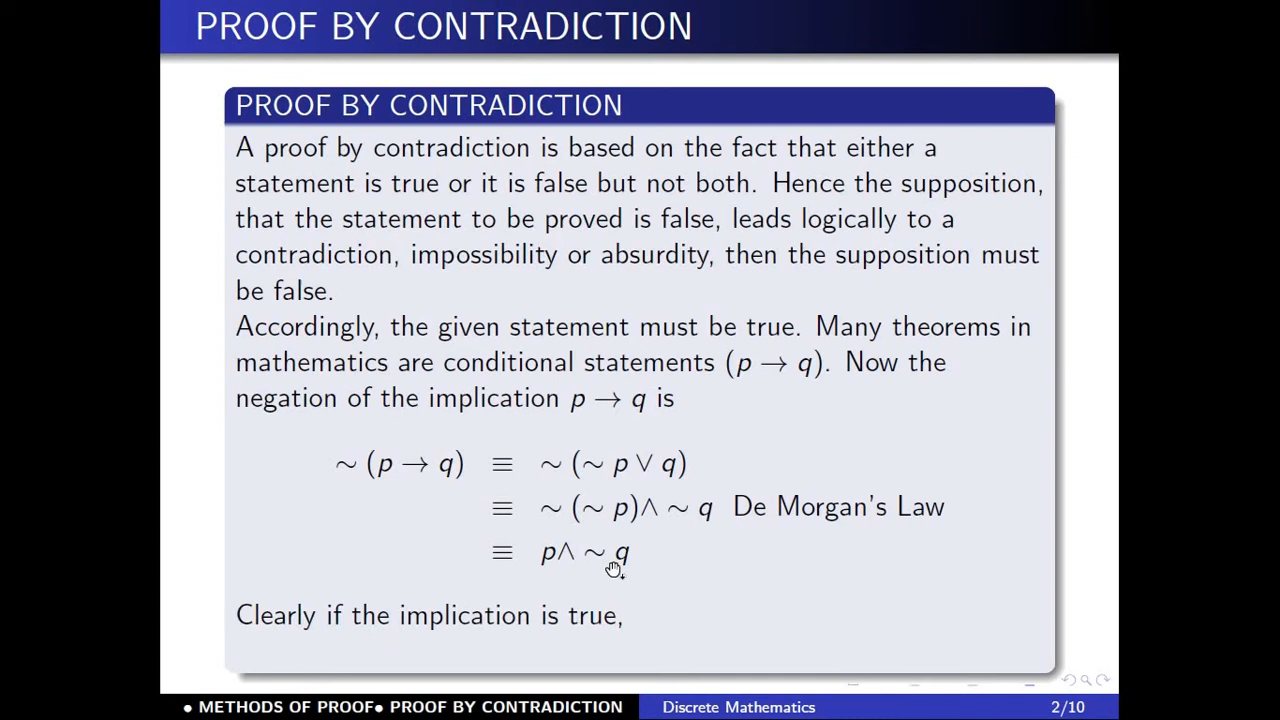 PROOF BY CONTRADICTION
PROOF BY CONTRADICTION
A proof by contradiction is based on the fact that either a
statement is true or it is false but not both. Hence the supposition,
that the statement to be proved is false, leads logically to a
contradiction, impossibility or absurdity, then the supposition must
be false.
Accordingly, the given statement must be true. Many theorems in
mathematics are conditional statements (p → q). Now the
negation of the implication p → q is
∼ (p → q) ≡ ∼ (∼ p ∨ q)
≡ ∼ (∼ p)∧ ∼ q De Morgan's Law
≡ p∧ ∼ q
Clearly if the implication is true,
• METHODS OF PROOF• PROOF BY CONTRADICTION Discrete Mathematics 2/10